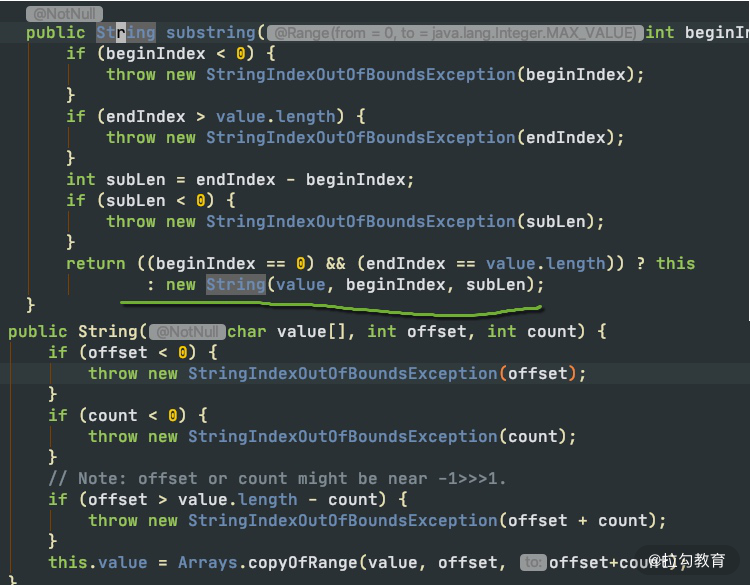 @NotNull
public String substring( @Range(from = 0, to = java.lang.Integer.MAX_VALUE) int beginI
if (beginIndex < 0) {
throw new StringIndexOutOfBoundsException(beginIndex);
}
if (endIndex > value.length) {
throw new StringIndexOutOfBoundsException(endIndex);
}
int subLen = endIndex - beginIndex;
if (subLen < 0) {
throw new StringIndexOutOfBoundsException(subLen);
}
return ((beginIndex == 0) && (endIndex == value.length)) ? this
: new String(value, beginIndex, subLen);
}
public String( @NotNull char value[], int offset, int count) {
if (offset < 0) {
throw new StringIndexOutOfBoundsException(offset);
}
if (count < 0) {
throw new StringIndexOutOfBoundsException(count);
}
// Note: offset or count might be near -1>>>1.
if (offset > value.length - count) {
throw new StringIndexOutOfBoundsException(offset + count);
}
this.value = Arrays.copyOfRange(value, offset, to: offset+count);
}
@拉勾教育